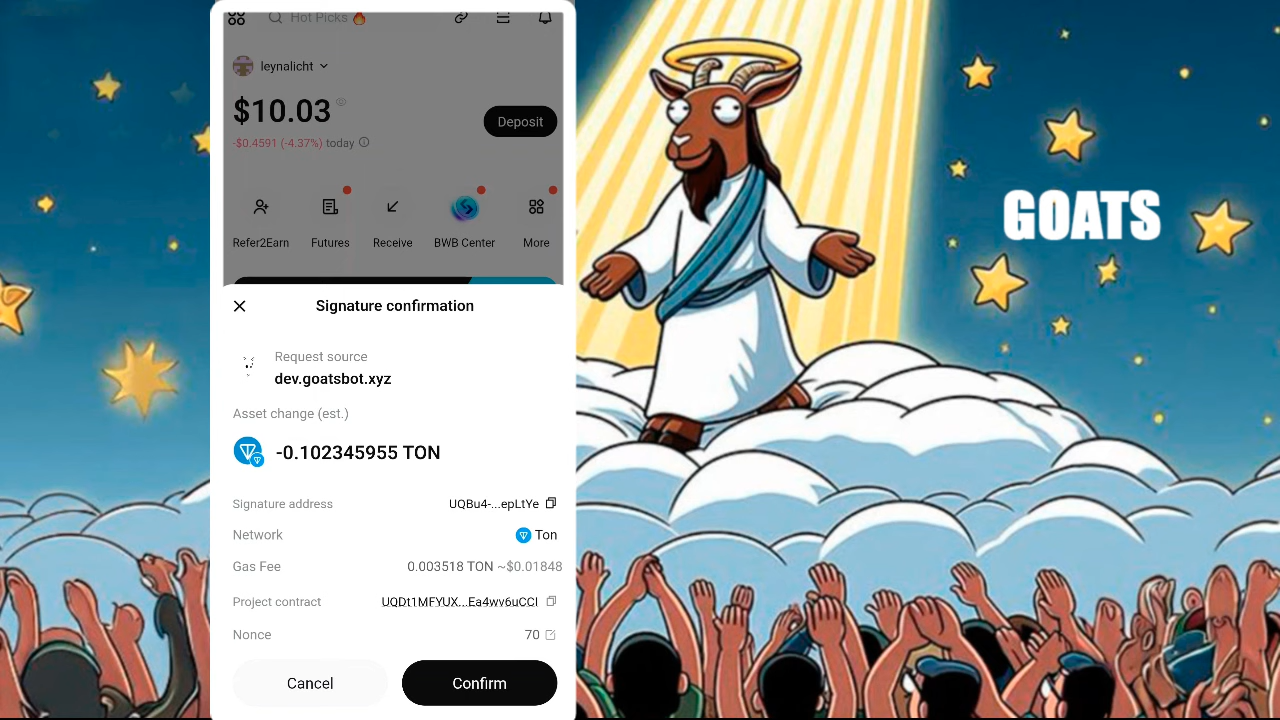 Hot Picks
leynalicht
$10.03
Deposit
-$0.4591 (-4.37%) today
Refer2Earn
Futures
Receive
BWB Center
More
Signature confirmation
Request source
dev.goatsbot.xyz
Asset change (est.)
-0.102345955 TON
Signature address UQBu4-...epLtYe
Network Ton
Gas Fee 0.003518 TON ~$0.01848
Project contract UQDt1MFYUX...Ea4wv6uCCI
Nonce 70
Cancel
Confirm
GOATS